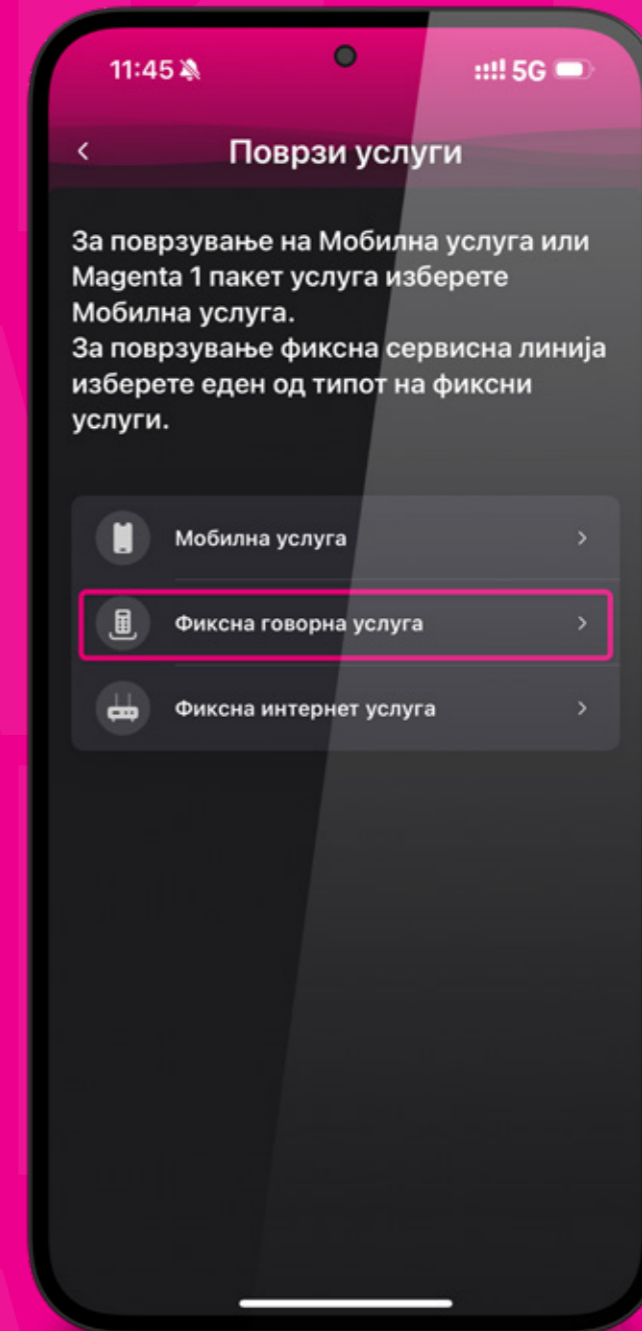 11:45 5G
Поврзи услуги
За поврзување на Мобилна услуга или
Magenta 1 пакет услуга изберете
Мобилна услуга.
За поврзување фиксна сервисна линија
изберете еден од типот на фиксни
услуги.
Мобилна услуга
Фиксна говорна услуга
Фиксна интернет услуга